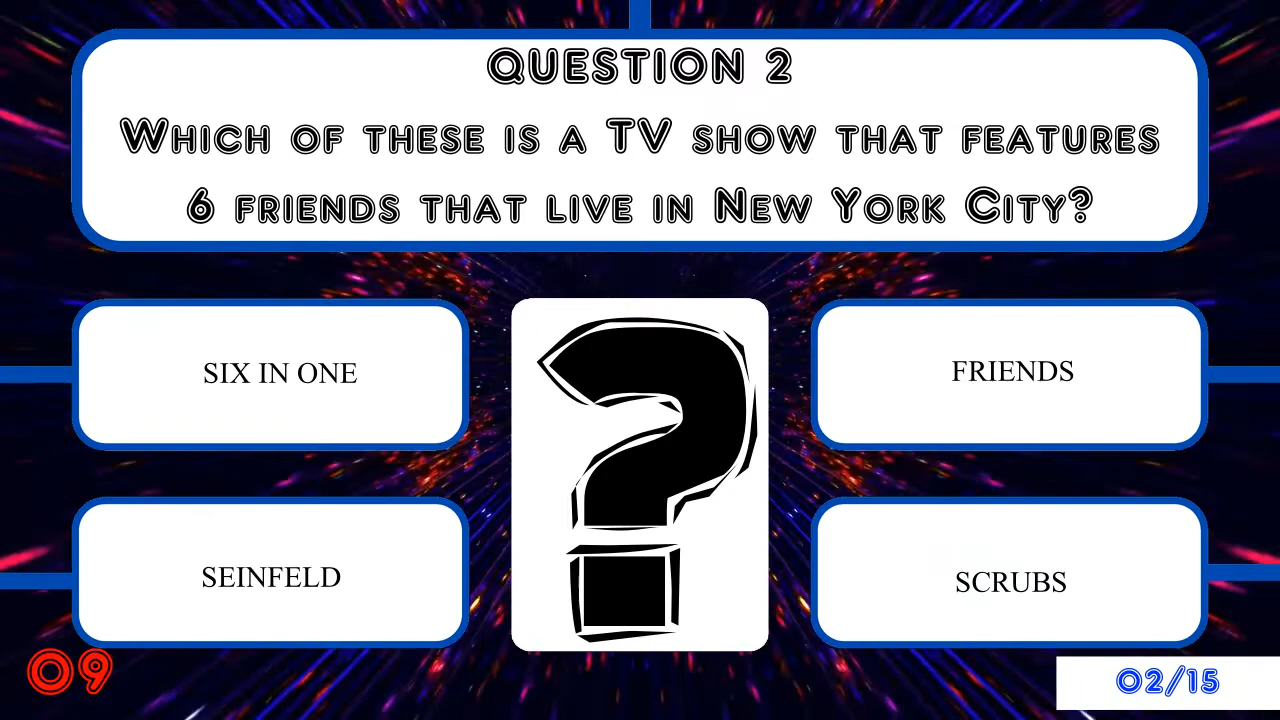 QUESTION 2
WHICH OF THESE IS A TV SHOW THAT FEATURES
6 FRIENDS THAT LIVE IN NEW YORK CITY?
SIX IN ONE
FRIENDS
?
SEINFELD
SCRUBS
09
02/15